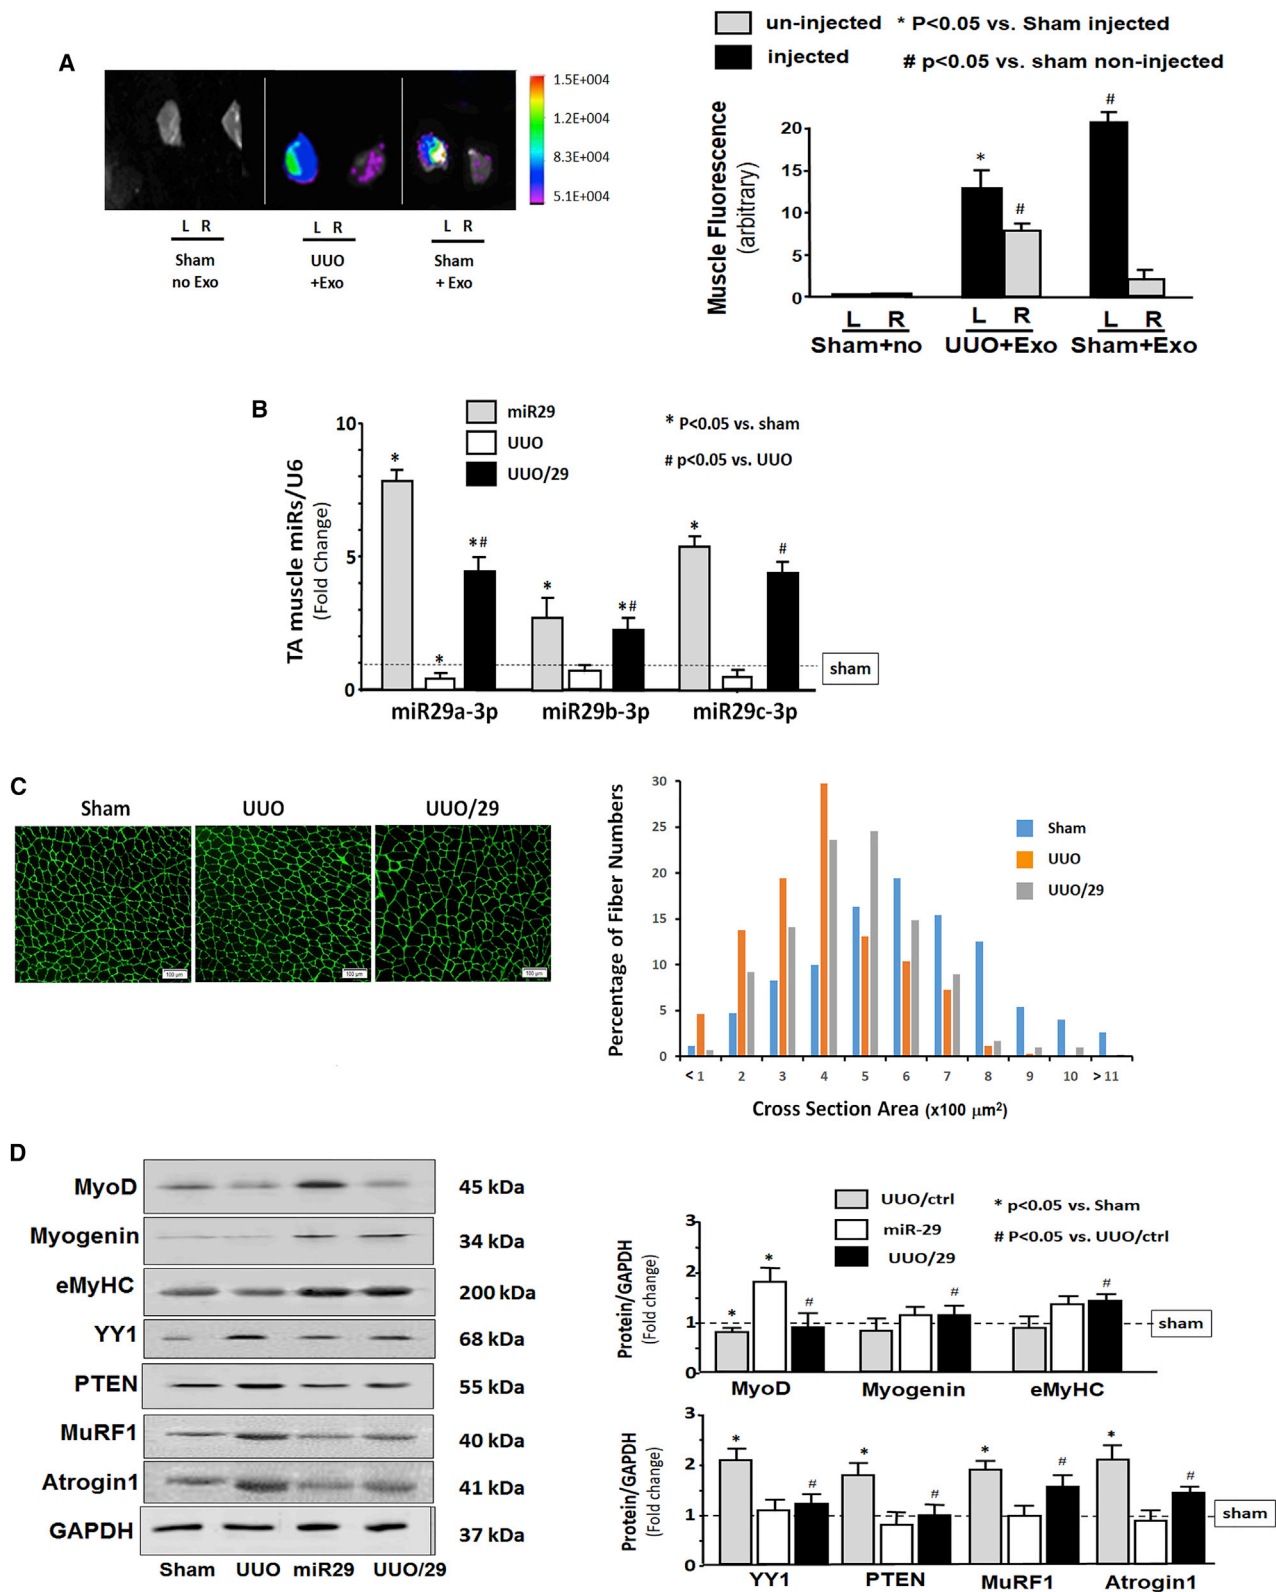 A
1.5E+004
1.2E+004
8.3E+004
5.1E+004
L R
L R
L R
Sham
no Exo
UUO
+Exo
Sham
+ Exo
un-injected
injected
* P<0.05 vs. Sham injected
# p<0.05 vs. sham non-injected
Muscle Fluorescence
(arbitrary)
20
15
10
5
0
*
#
#
L R
L R
L R
Sham+no
UUO+Exo
Sham+Exo
B
miR29
UUO
UUO/29
* P<0.05 vs. sham
# p<0.05 vs. UUO
TA muscle miRs/U6
(Fold Change)
10
5
0
*
*
*#
*
*#
*
#
sham
miR29a-3p
miR29b-3p
miR29c-3p
C
Sham
UUO
UUO/29
100 μm
100 μm
100 μm
Percentage of Fiber Numbers
30
25
20
15
10
5
0
Sham
UUO
UUO/29
< 1 2 3 4 5 6 7 8 9 10 > 11
Cross Section Area (x100 μm²)
D
MyoD 45 kDa
Myogenin 34 kDa
eMyHC 200 kDa
YY1 68 kDa
PTEN 55 kDa
MuRF1 40 kDa
Atrogin1 41 kDa
GAPDH 37 kDa
Sham UUO miR29 UUO/29
UUO/ctrl
miR-29
UUO/29
* p<0.05 vs. Sham
# P<0.05 vs. UUO/ctrl
Protein/GAPDH
(Fold change)
3
2
1
0
*
*
#
#
#
sham
MyoD Myogenin eMyHC
Protein/GAPDH
(Fold change)
3
2
1
0
*
#
*
#
*
#
*
#
sham
YY1 PTEN MuRF1 Atrogin1